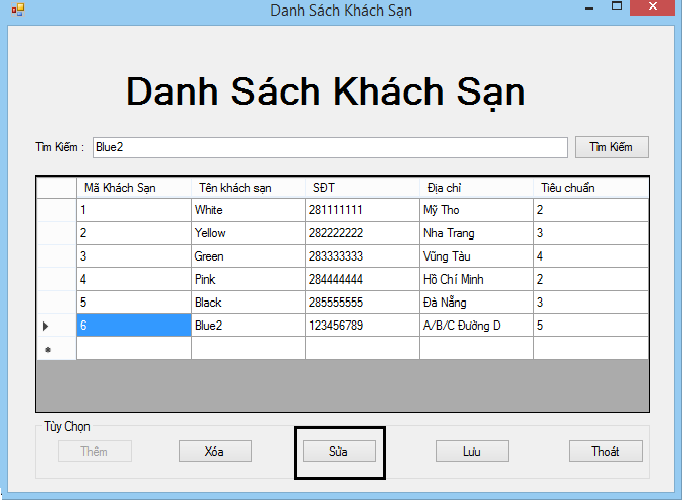 Danh Sách Khách Sạn
Danh Sách Khách Sạn
Tìm Kiếm : Blue2 Tìm Kiếm
Mã Khách Sạn Tên khách sạn SĐT Địa chỉ Tiêu chuẩn
1 White 281111111 Mỹ Tho 2
2 Yellow 282222222 Nha Trang 3
3 Green 283333333 Vũng Tàu 4
4 Pink 284444444 Hồ Chí Minh 2
5 Black 285555555 Đà Nẵng 3
6 Blue2 123456789 A/B/C Đường D 5
Tùy Chọn
Thêm Xóa Sửa Lưu Thoát